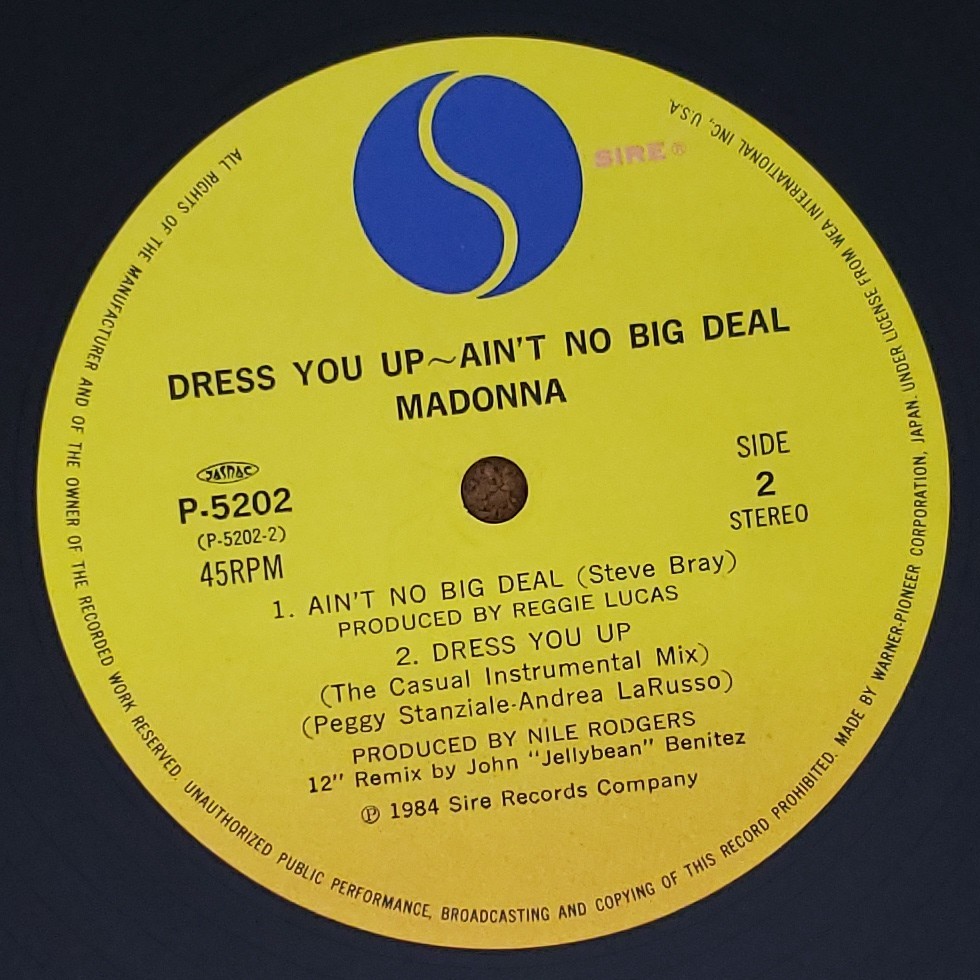 SIRE®
DRESS YOU UP~AIN'T NO BIG DEAL
MADONNA
JASRAC
P-5202
(P-5202-2)
45RPM
SIDE
2
STEREO
1. AIN'T NO BIG DEAL (Steve Bray)
PRODUCED BY REGGIE LUCAS
2. DRESS YOU UP
(The Casual Instrumental Mix)
(Peggy Stanziale-Andrea LaRusso)
PRODUCED BY NILE RODGERS
12" Remix by John "Jellybean" Benitez
℗ 1984 Sire Records Company
ALL RIGHTS OF THE MANUFACTURER AND OF THE OWNER OF THE RECORDED WORK RESERVED. UNAUTHORIZED PUBLIC PERFORMANCE, BROADCASTING AND COPYING OF THIS RECORD PROHIBITED. MADE BY WARNER-PIONEER CORPORATION, JAPAN. UNDER LICENSE FROM WEA INTERNATIONAL INC., U.S.A.